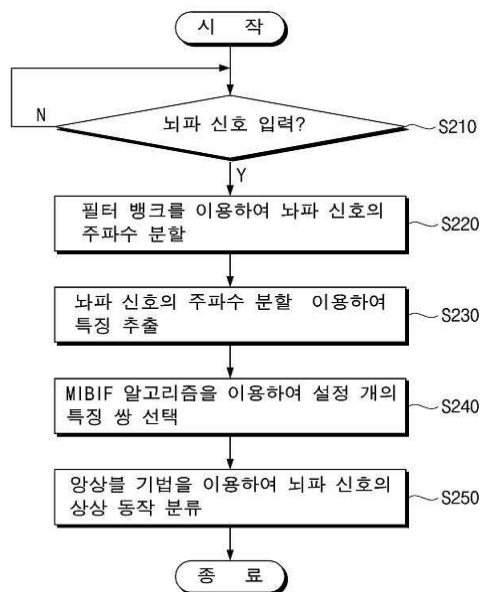 시 작
N
뇌파 신호 입력?
S210
Y
필터 뱅크를 이용하여 뇌파 신호의
주파수 분할
S220
뇌파 신호의 주파수 분할 이용하여
특징 추출
S230
MIBIF 알고리즘을 이용하여 설정 개의
특징 쌍 선택
S240
앙상블 기법을 이용하여 뇌파 신호의
상상 동작 분류
S250
종 료